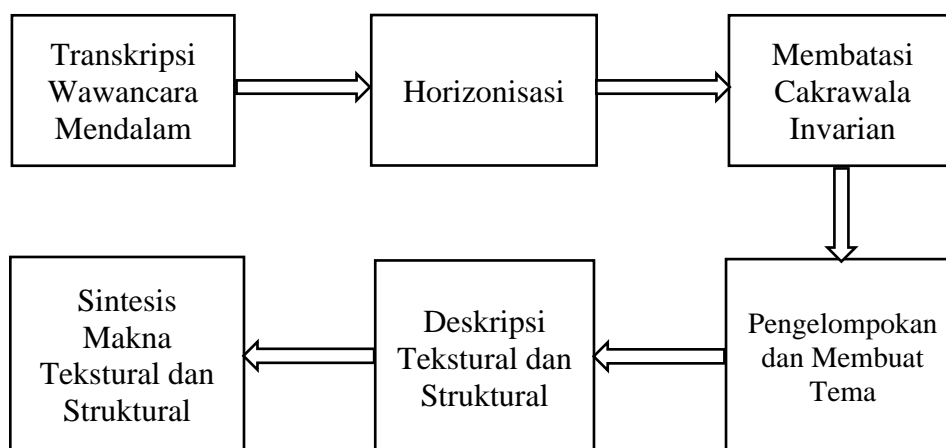 Transkripsi
Wawancara
Mendalam
Horizonisasi
Membatasi
Cakrawala
Invarian
Pengelompokan
dan Membuat
Tema
Deskripsi
Tekstural dan
Struktural
Sintesis
Makna
Tekstural dan
Struktural